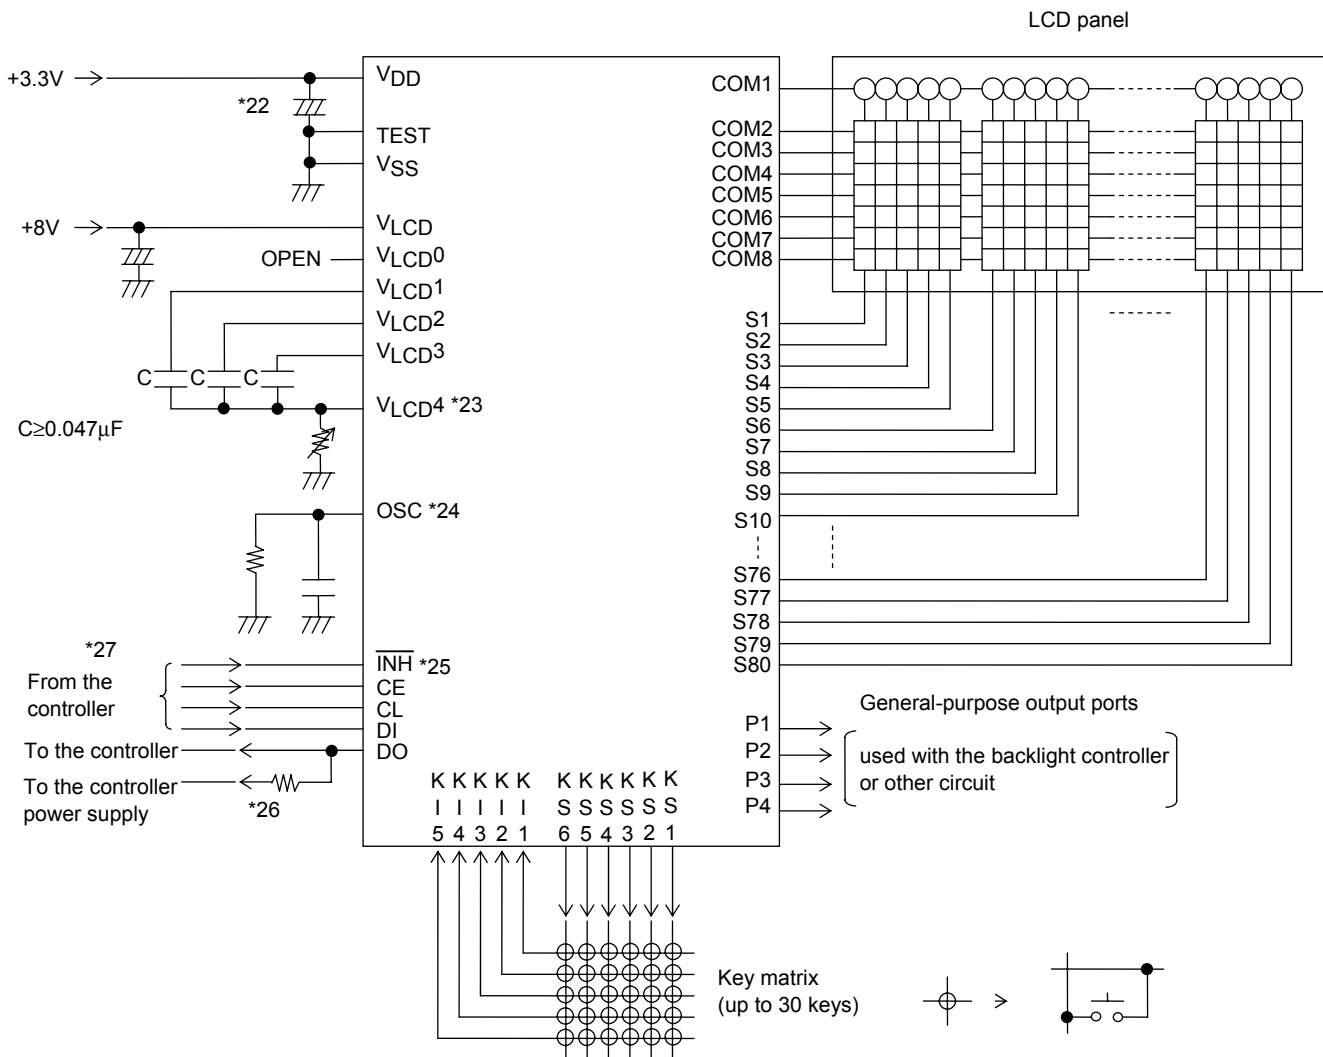 LCD panel
+3.3V
VDD
*22
TEST
VSS
+8V
VLCD
OPEN
VLCD0
VLCD1
VLCD2
VLCD3
C
C
C
VLCD4 *23
C≥0.047μF
OSC *24
*27
INH *25
From the
controller
CE
CL
DI
To the controller
DO
To the controller
power supply
*26
COM1
COM2
COM3
COM4
COM5
COM6
COM7
COM8
S1
S2
S3
S4
S5
S6
S7
S8
S9
S10
S76
S77
S78
S79
S80
General-purpose output ports
P1
P2
P3
P4
used with the backlight controller
or other circuit
K K K K K K K K K K K
I I I I I S S S S S S
5 4 3 2 1 6 5 4 3 2 1
Key matrix
(up to 30 keys)